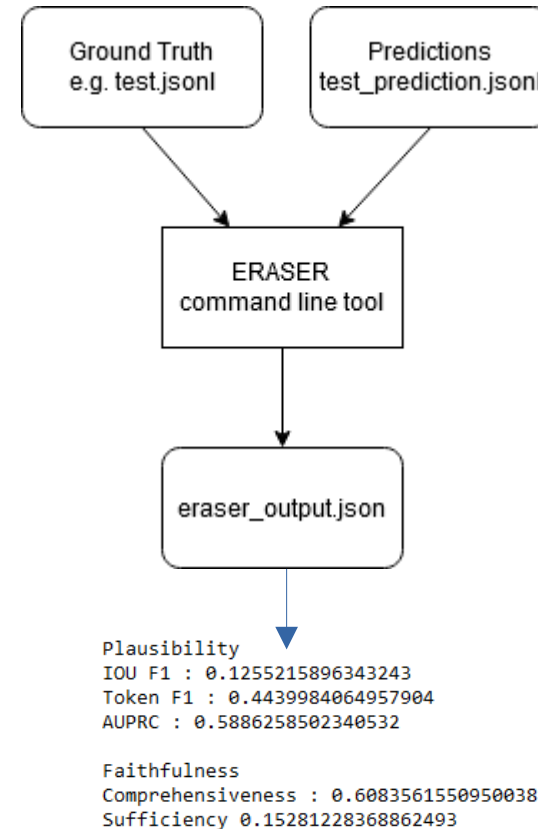 Ground Truth
e.g. test.jsonl
Predictions
test_prediction.jsonl
ERASER
command line tool
eraser_output.json
Plausibility
IOU F1 : 0.1255215896343243
Token F1 : 0.4439984064957904
AUPRC : 0.5886258502340532
Faithfulness
Comprehensiveness : 0.6083561550950038
Sufficiency 0.15281228368862493